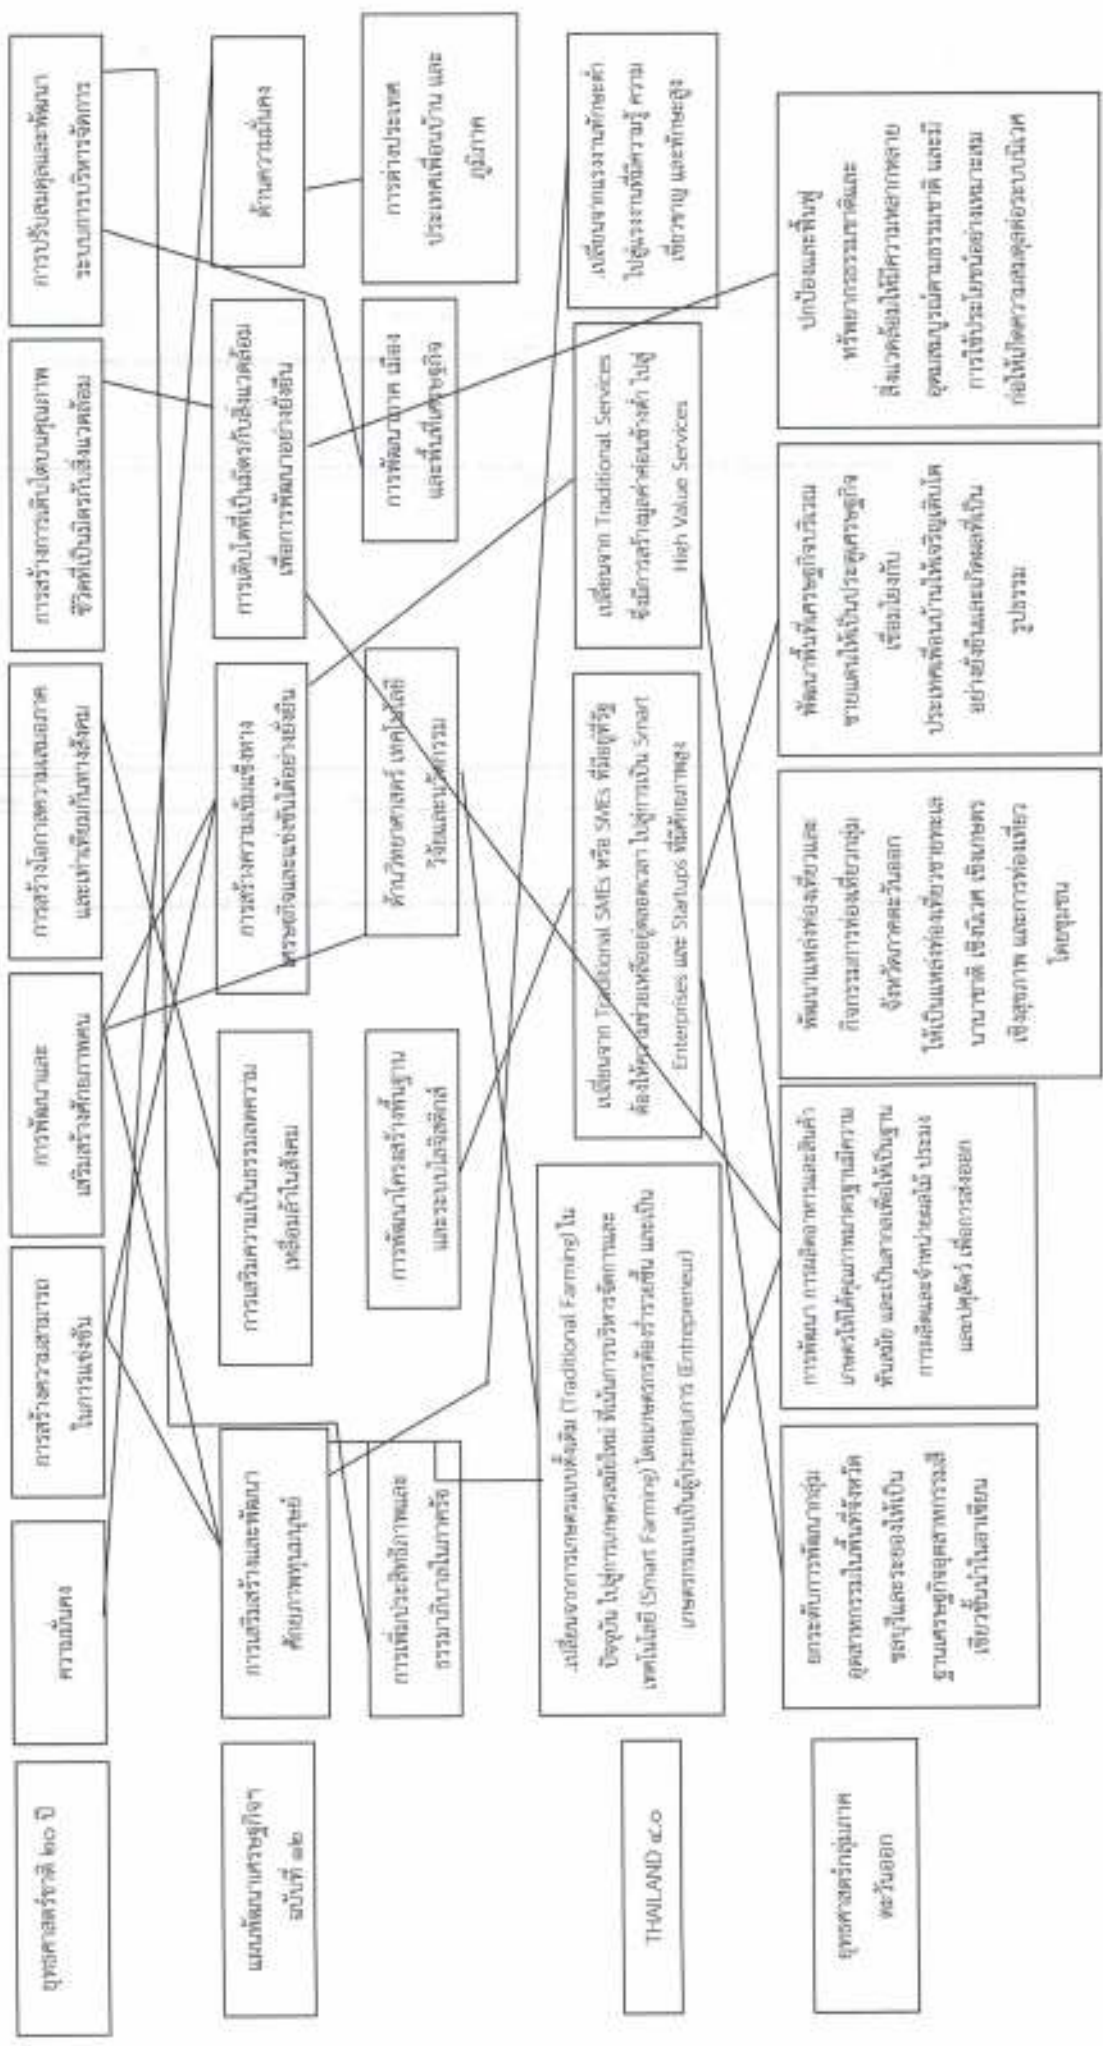 ยุทธศาสตร์ชาติ ๒๐ ปี
ความมั่นคง
การสร้างความสามารถ
ในการแข่งขัน
การพัฒนาและ
เสริมสร้างศักยภาพคน
การสร้างโอกาสความเสมอภาค
และเท่าเทียมกันทางสังคม
การสร้างการเติบโตบนคุณภาพ
ชีวิตที่เป็นมิตรกับสิ่งแวดล้อม
การปรับสมดุลและพัฒนา
ระบบการบริหารจัดการ
แผนพัฒนาเศรษฐกิจฯ
ฉบับที่ ๑๒
การเสริมสร้างและพัฒนา
ศักยภาพทุนมนุษย์
การเสริมความเป็นธรรมลดความ
เหลื่อมล้ำในสังคม
การสร้างความเข้มแข็งทาง
เศรษฐกิจและแข่งขันได้อย่างยั่งยืน
การเติบโตที่เป็นมิตรกับสิ่งแวดล้อม
เพื่อการพัฒนาอย่างยั่งยืน
ด้านความมั่นคง
การเพิ่มประสิทธิภาพและ
ธรรมาภิบาลในภาครัฐ
การพัฒนาโครงสร้างพื้นฐาน
และระบบโลจิสติกส์
ด้านวิทยาศาสตร์ เทคโนโลยี
วิจัยและนวัตกรรม
การพัฒนาภาค เมือง
และพื้นที่เศรษฐกิจ
การต่างประเทศ
ประเทศเพื่อนบ้าน และ
ภูมิภาค
THAILAND ๔.๐
เปลี่ยนจากการเกษตรแบบดั้งเดิม (Traditional Farming) ใน
ปัจจุบัน ไปสู่การเกษตรสมัยใหม่ ที่เน้นการบริหารจัดการและ
เทคโนโลยี (Smart Farming) โดยเกษตรกรต้องร่ำรวยขึ้น และเป็น
เกษตรกรแบบเป็นผู้ประกอบการ (Entrepreneur)
เปลี่ยนจาก Traditional SMEs หรือ SMEs ที่มีอยู่ที่รัฐ
ต้องให้ความช่วยเหลืออยู่ตลอดเวลา ไปสู่การเป็น Smart
Enterprises และ Startups ที่มีศักยภาพสูง
เปลี่ยนจาก Traditional Services
ซึ่งมีการสร้างมูลค่าค่อนข้างต่ำ ไปสู่
High Value Services
เปลี่ยนจากแรงงานทักษะต่ำ
ไปสู่แรงงานที่มีความรู้ ความ
เชี่ยวชาญ และทักษะสูง
ยุทธศาสตร์กลุ่มภาค
ตะวันออก
ยกระดับการพัฒนากลุ่ม
อุตสาหกรรมในพื้นที่จังหวัด
ชลบุรีและระยองให้เป็น
ฐานเศรษฐกิจอุตสาหกรรมสี
เขียวชั้นนำในอาเซียน
การพัฒนา การผลิตอาหารและสินค้า
เกษตรให้ได้คุณภาพมาตรฐานมีความ
ทันสมัย และเป็นสากลเพื่อให้เป็นฐาน
การผลิตและจำหน่ายผลไม้ ประมง
และปศุสัตว์ เพื่อการส่งออก
พัฒนาแหล่งท่องเที่ยวและ
กิจกรรมการท่องเที่ยวกลุ่ม
จังหวัดภาคตะวันออก
ให้เป็นแหล่งท่องเที่ยวชายทะเล
นานาชาติ เชิงนิเวศ เชิงเกษตร
เชิงสุขภาพ และการท่องเที่ยว
โดยชุมชน
พัฒนาพื้นที่เศรษฐกิจบริเวณ
ชายแดนให้เป็นประตูเศรษฐกิจ
เชื่อมโยงกับ
ประเทศเพื่อนบ้านให้เจริญเติบโต
อย่างยั่งยืนและเกิดผลที่เป็น
รูปธรรม
ปกป้องและฟื้นฟู
ทรัพยากรธรรมชาติและ
สิ่งแวดล้อมให้มีความหลากหลาย
อุดมสมบูรณ์ตามธรรมชาติ และมี
การใช้ประโยชน์อย่างเหมาะสม
ก่อให้เกิดความสมดุลต่อระบบนิเวศ